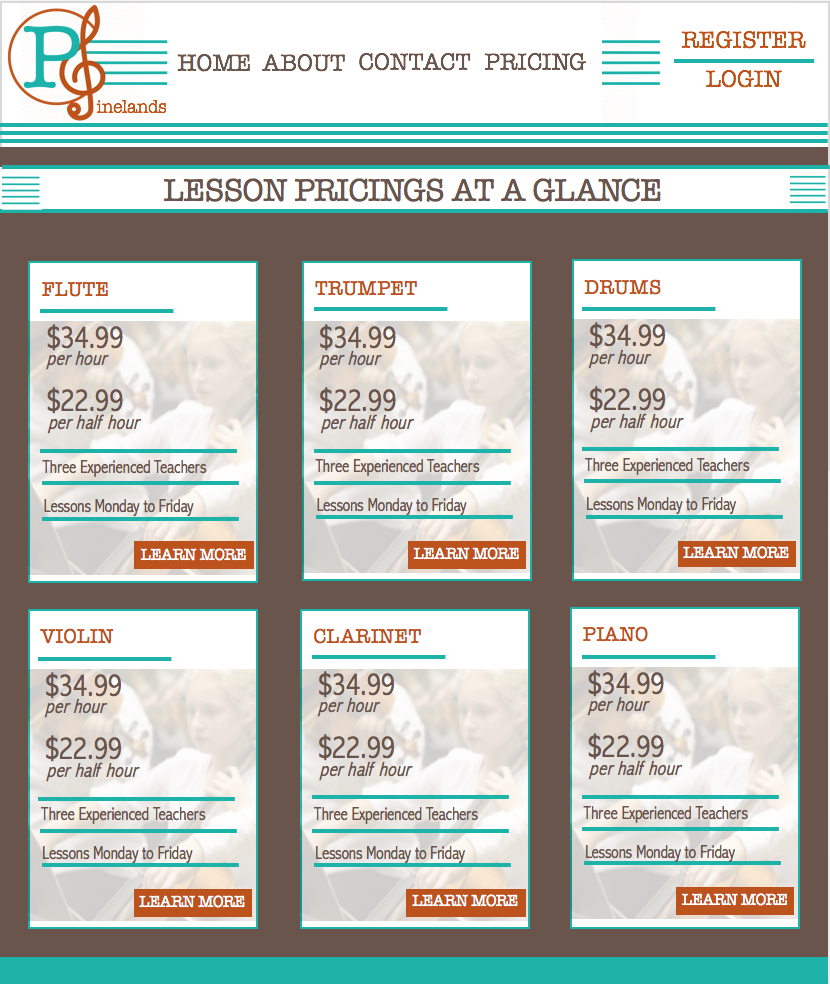 P
inelands
HOME ABOUT CONTACT PRICING
REGISTER
LOGIN
LESSON PRICINGS AT A GLANCE
FLUTE
$34.99
per hour
$22.99
per half hour
Three Experienced Teachers
Lessons Monday to Friday
LEARN MORE
TRUMPET
$34.99
per hour
$22.99
per half hour
Three Experienced Teachers
Lessons Monday to Friday
LEARN MORE
DRUMS
$34.99
per hour
$22.99
per half hour
Three Experienced Teachers
Lessons Monday to Friday
LEARN MORE
VIOLIN
$34.99
per hour
$22.99
per half hour
Three Experienced Teachers
Lessons Monday to Friday
LEARN MORE
CLARINET
$34.99
per hour
$22.99
per half hour
Three Experienced Teachers
Lessons Monday to Friday
LEARN MORE
PIANO
$34.99
per hour
$22.99
per half hour
Three Experienced Teachers
Lessons Monday to Friday
LEARN MORE